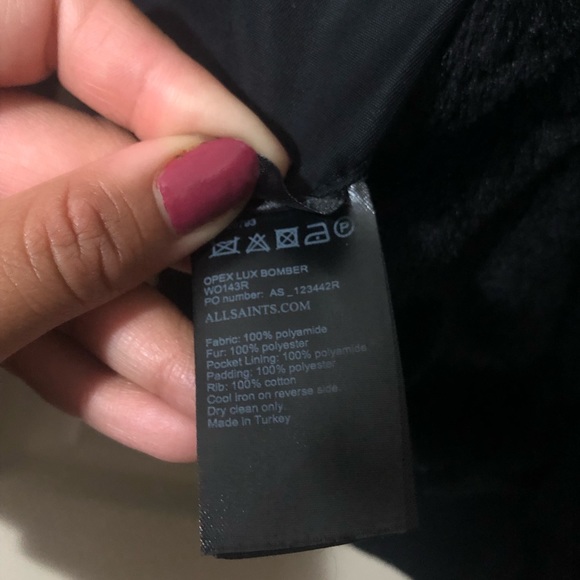 OPEX LUX BOMBER
WO143R
PO number: AS_123442R
ALLSAINTS.COM
Fabric: 100% polyamide
Fur: 100% polyester
Pocket Lining: 100% polyamide
Padding: 100% polyester
Rib: 100% cotton
Cool iron on reverse side.
Dry clean only
Made in Turkey